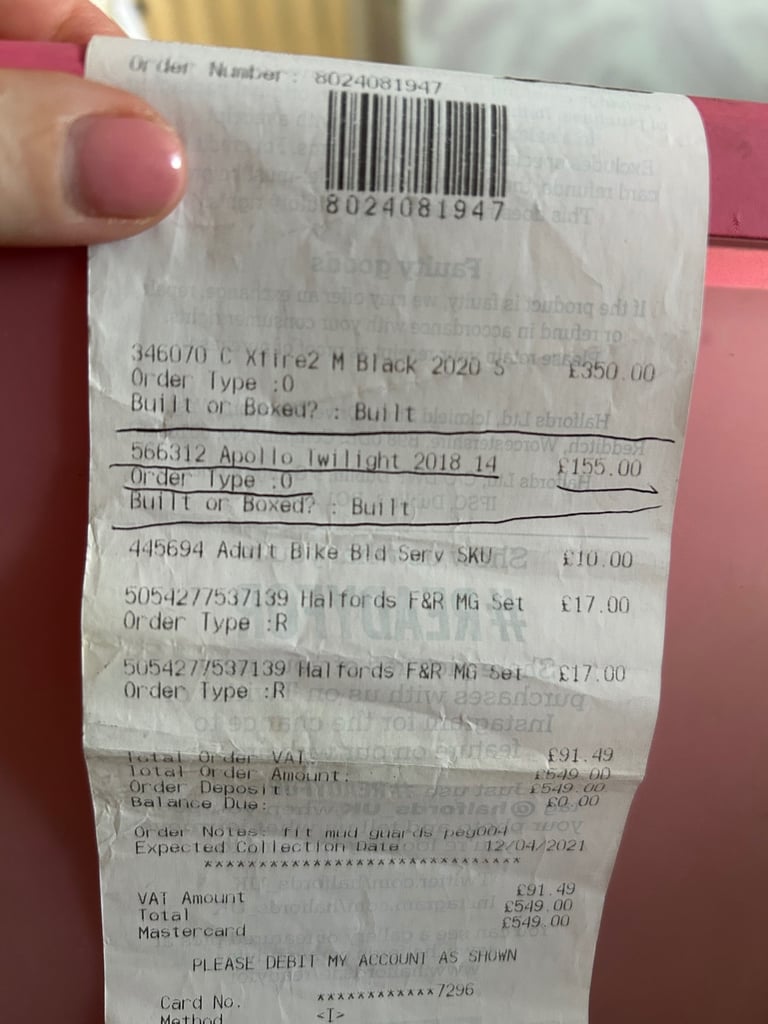 Order Number: 8024081947
8024081947
346070 C Xfire2 M Black 2020 S £350.00
Order Type :O
Built or Boxed? : Built
566312 Apollo Twilight 2018 14 £155.00
Order Type :O
Built or Boxed? : Built
445694 Adult Bike Bld Serv SKU £10.00
5054277537139 Halfords F&R MG Set £17.00
Order Type :R
5054277537139 Halfords F&R MG Set £17.00
Order Type :R
Total Order VAT £91.49
Total Order Amount: £549.00
Order Deposit £549.00
Balance Due: £0.00
Order Notes: fit mud guards peg004
Expected Collection Date 12/04/2021
*******************************
VAT Amount £91.49
Total £549.00
Mastercard £549.00
PLEASE DEBIT MY ACCOUNT AS SHOWN
Card No. ************7296
Method <I>